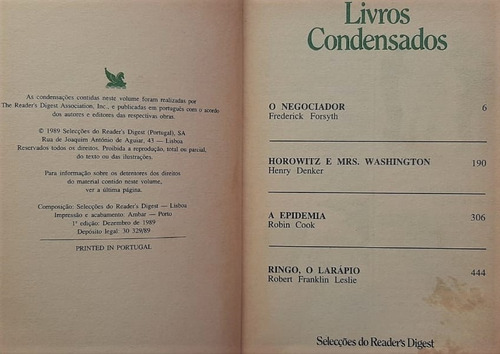 As condensações contidas neste volume foram realizadas por
The Reader's Digest Association, Inc., e publicadas em português com o acordo
dos autores e editores das respectivas obras.
© 1989 Selecções do Reader's Digest (Portugal), SA
Rua de Joaquim António de Aguiar, 43 — Lisboa
Reservados todos os direitos. Proibida a reprodução, total ou parcial,
do texto ou das ilustrações.
Para informação sobre os detentores dos direitos
do material contido neste volume,
ver a última página.
Composição: Selecções do Reader's Digest — Lisboa
Impressão e acabamento: Ambar — Porto
1ª edição: Dezembro de 1989
Depósito legal: 30 329/89
PRINTED IN PORTUGAL
Livros
Condensados
O NEGOCIADOR 6
Frederick Forsyth
HOROWITZ E MRS. WASHINGTON 190
Henry Denker
A EPIDEMIA 306
Robin Cook
RINGO, O LARÁPIO 444
Robert Franklin Leslie
Selecções do Reader's Digest